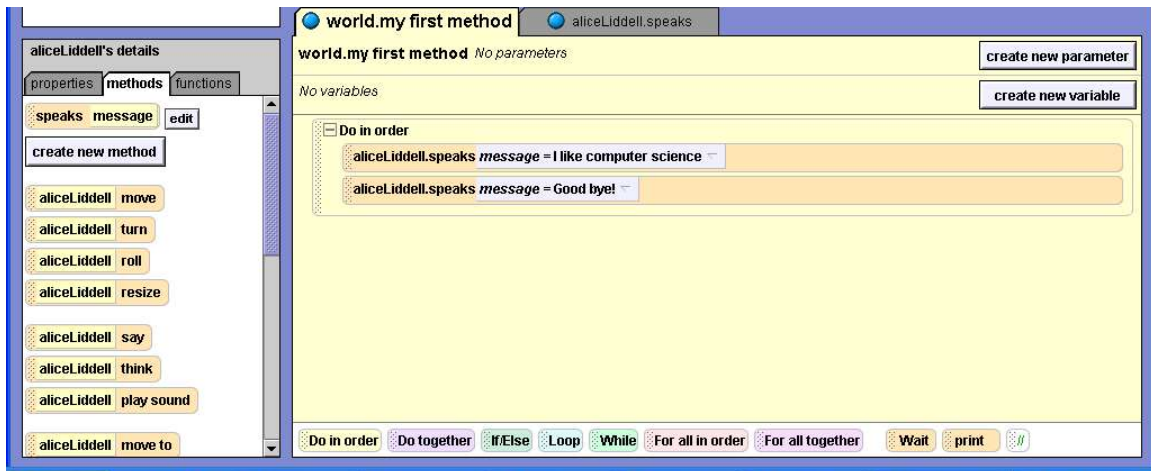 world.my first method
aliceLiddell.speaks
aliceLiddell's details
properties methods functions
speaks message edit
create new method
aliceLiddell move
aliceLiddell turn
aliceLiddell roll
aliceLiddell resize
aliceLiddell say
aliceLiddell think
aliceLiddell play sound
aliceLiddell move to
world.my first method No parameters
create new parameter
No variables
create new variable
Do in order
aliceLiddell.speaks message = I like computer science
aliceLiddell.speaks message = Good bye!
Do in order Do together If/Else Loop While For all in order For all together Wait print //